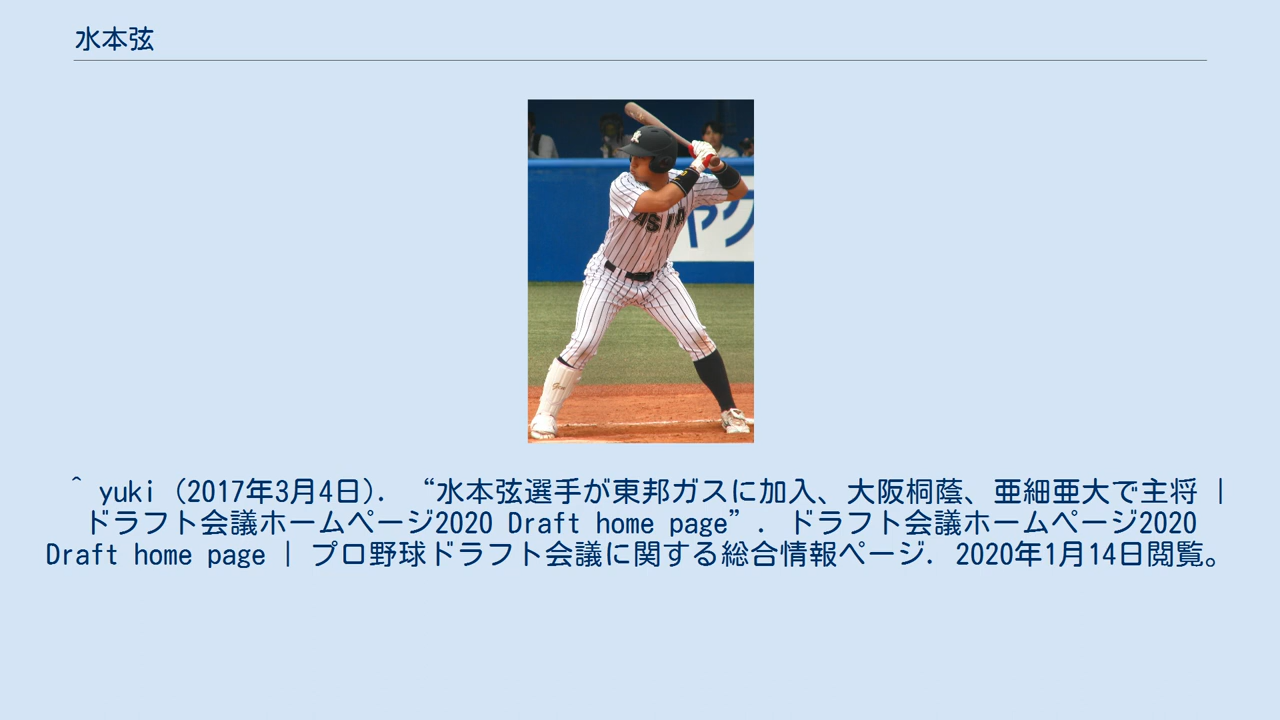 水本弦
ASIA
ヤク
^ yuki (2017年3月4日). “水本弦選手が東邦ガスに加入、大阪桐蔭、亜細亜大で主将 |
ドラフト会議ホームページ2020 Draft home page”. ドラフト会議ホームページ2020
Draft home page | プロ野球ドラフト会議に関する総合情報ページ. 2020年1月14日閲覧。